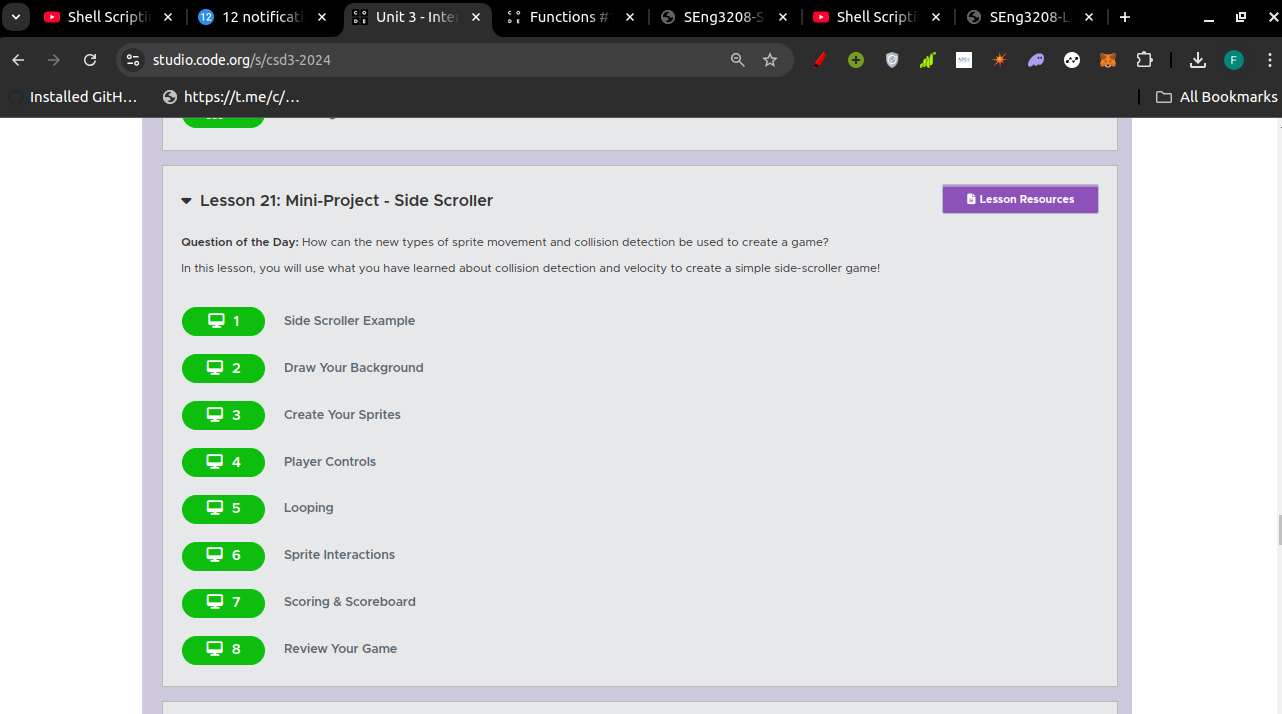 Shell Scripti
12 notificati
Unit 3 - Inte
Functions #
SEng3208-S
Shell Scripti
SEng3208-L
studio.code.org/s/csd3-2024
F
Installed GitH...
https://t.me/c/...
All Bookmarks
Lesson 21: Mini-Project - Side Scroller
Lesson Resources
Question of the Day: How can the new types of sprite movement and collision detection be used to create a game?
In this lesson, you will use what you have learned about collision detection and velocity to create a simple side-scroller game!
1 Side Scroller Example
2 Draw Your Background
3 Create Your Sprites
4 Player Controls
5 Looping
6 Sprite Interactions
7 Scoring & Scoreboard
8 Review Your Game